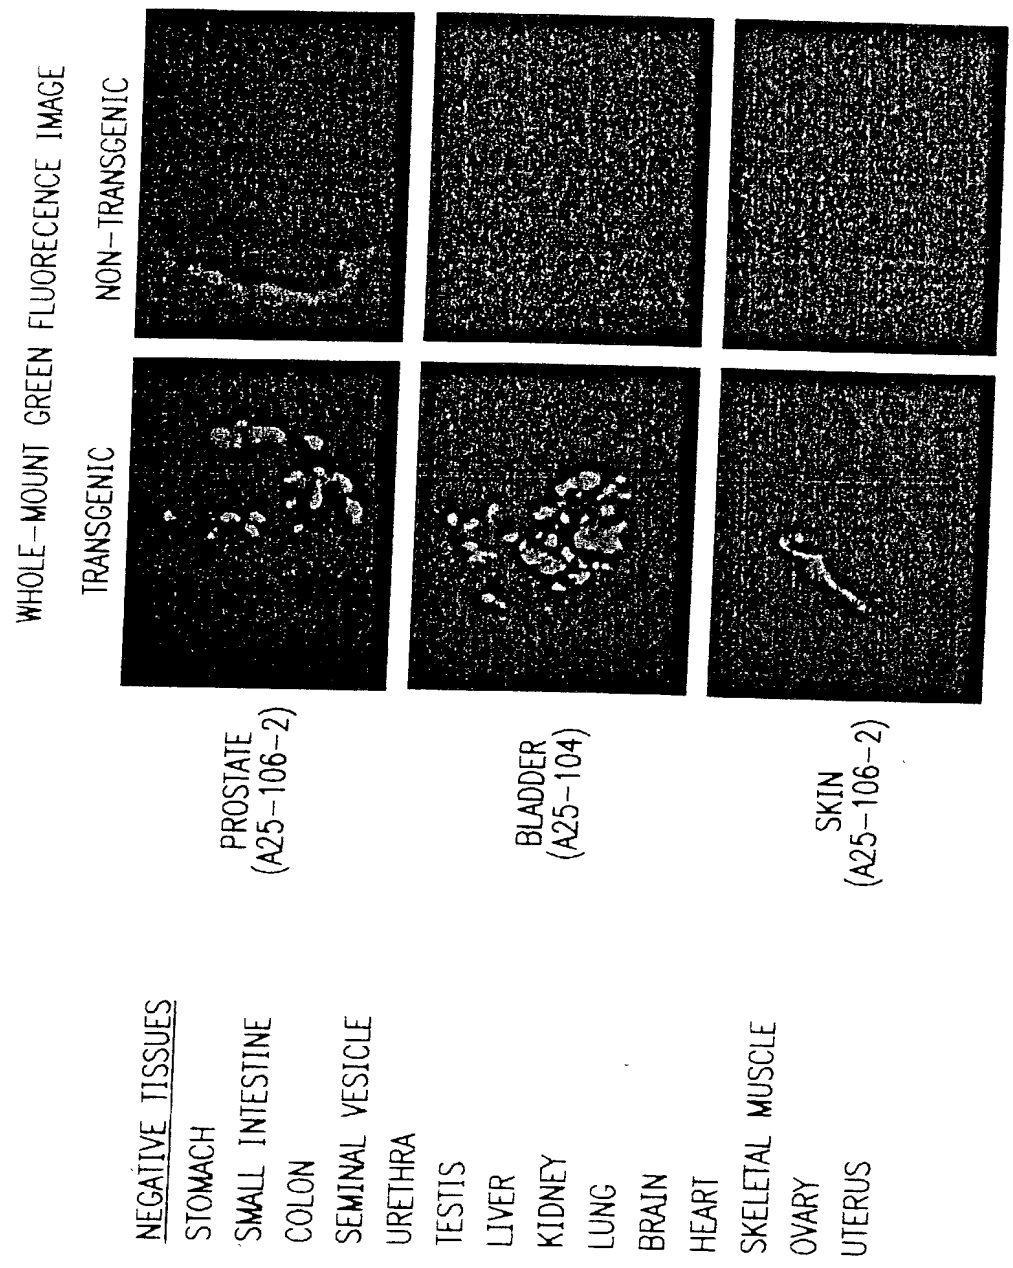 WHOLE-MOUNT GREEN FLUORECENCE IMAGE
TRANSGENIC
NON-TRANSGENIC
PROSTATE
(A25-106-2)
BLADDER
(A25-104)
SKIN
(A25-106-2)
NEGATIVE TISSUES
STOMACH
SMALL INTESTINE
COLON
SEMINAL VESICLE
URETHRA
TESTIS
LIVER
KIDNEY
LUNG
BRAIN
HEART
SKELETAL MUSCLE
OVARY
UTERUS